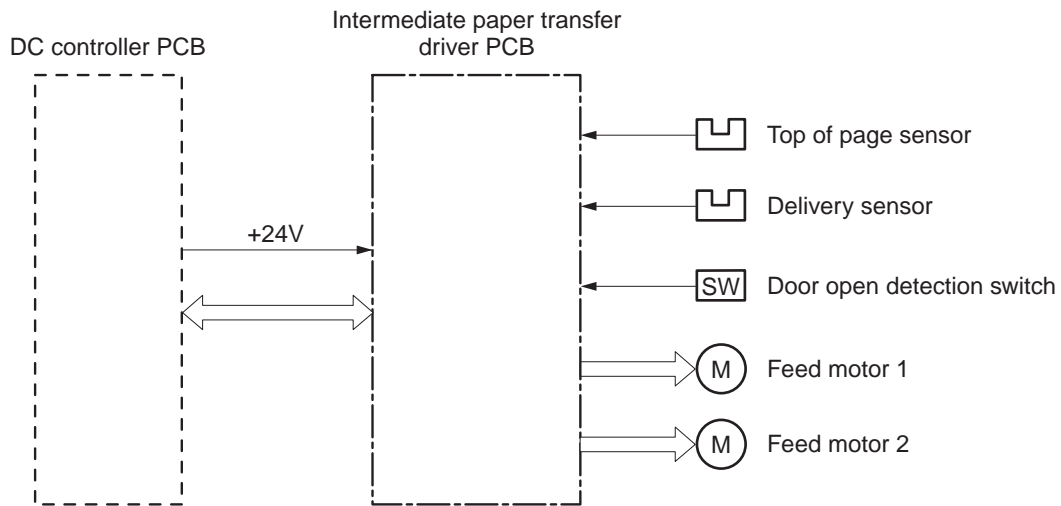 Intermediate paper transfer
driver PCB
DC controller PCB
Top of page sensor
Delivery sensor
+24V
SW Door open detection switch
M Feed motor 1
M Feed motor 2